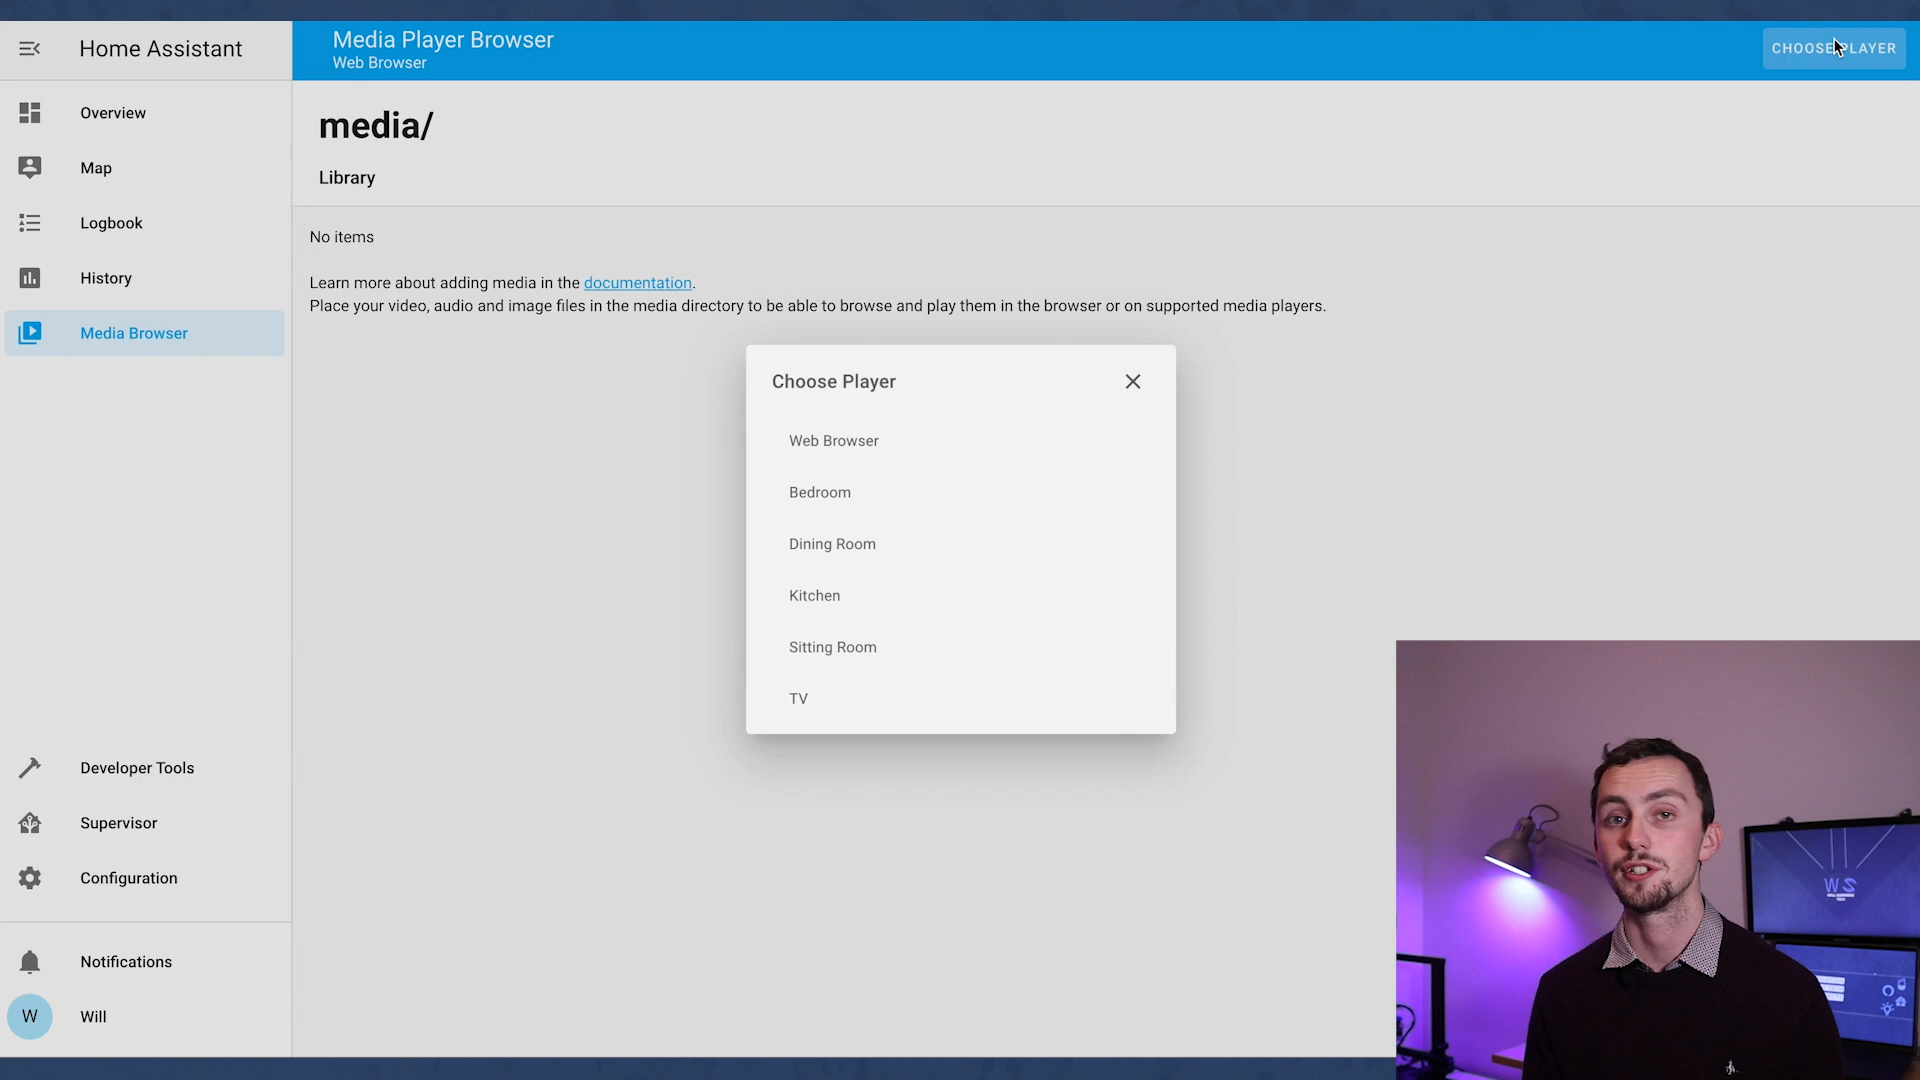 Home Assistant
Media Player Browser
Web Browser
CHOOSE PLAYER
Overview
Map
Logbook
History
Media Browser
Developer Tools
Supervisor
Configuration
Notifications
W
Will
media/
Library
No items
Learn more about adding media in the documentation.
Place your video, audio and image files in the media directory to be able to browse and play them in the browser or on supported media players.
Choose Player
Web Browser
Bedroom
Dining Room
Kitchen
Sitting Room
TV
WS